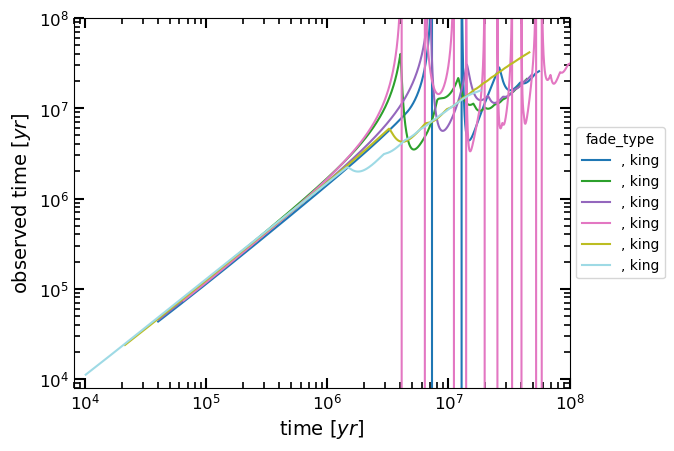 10^8
10^7
10^6
10^5
10^4
observed time [yr]
10^4 10^5 10^6 10^7 10^8
time [yr]
fade_type
, king
, king
, king
, king
, king
, king